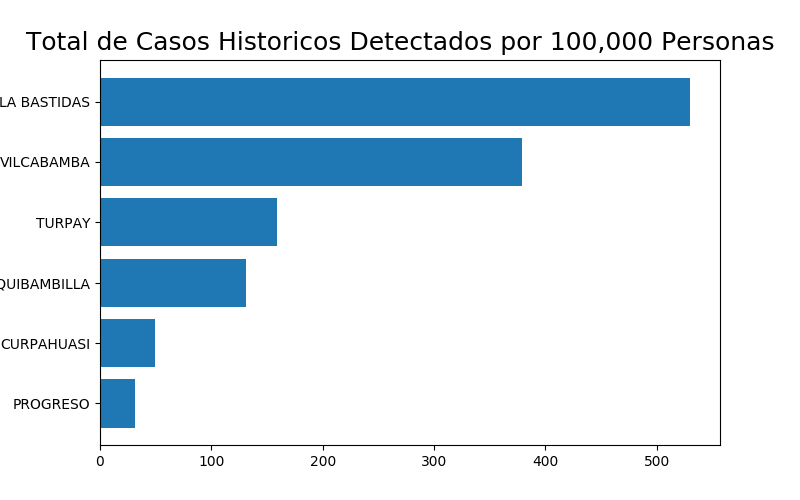 Total de Casos Historicos Detectados por 100,000 Personas
LA BASTIDAS
VILCABAMBA
TURPAY
QUIBAMBILLA
CURPAHUASI
PROGRESO
0 100 200 300 400 500